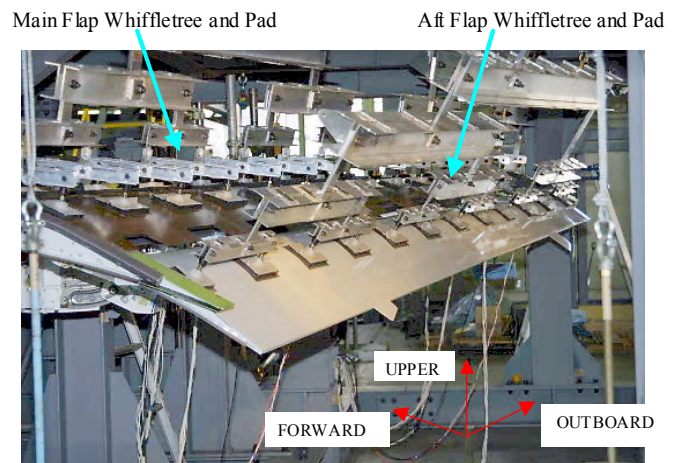 Main Flap Whiffletree and Pad
Aft Flap Whiffletree and Pad
UPPER
FORWARD
OUTBOARD